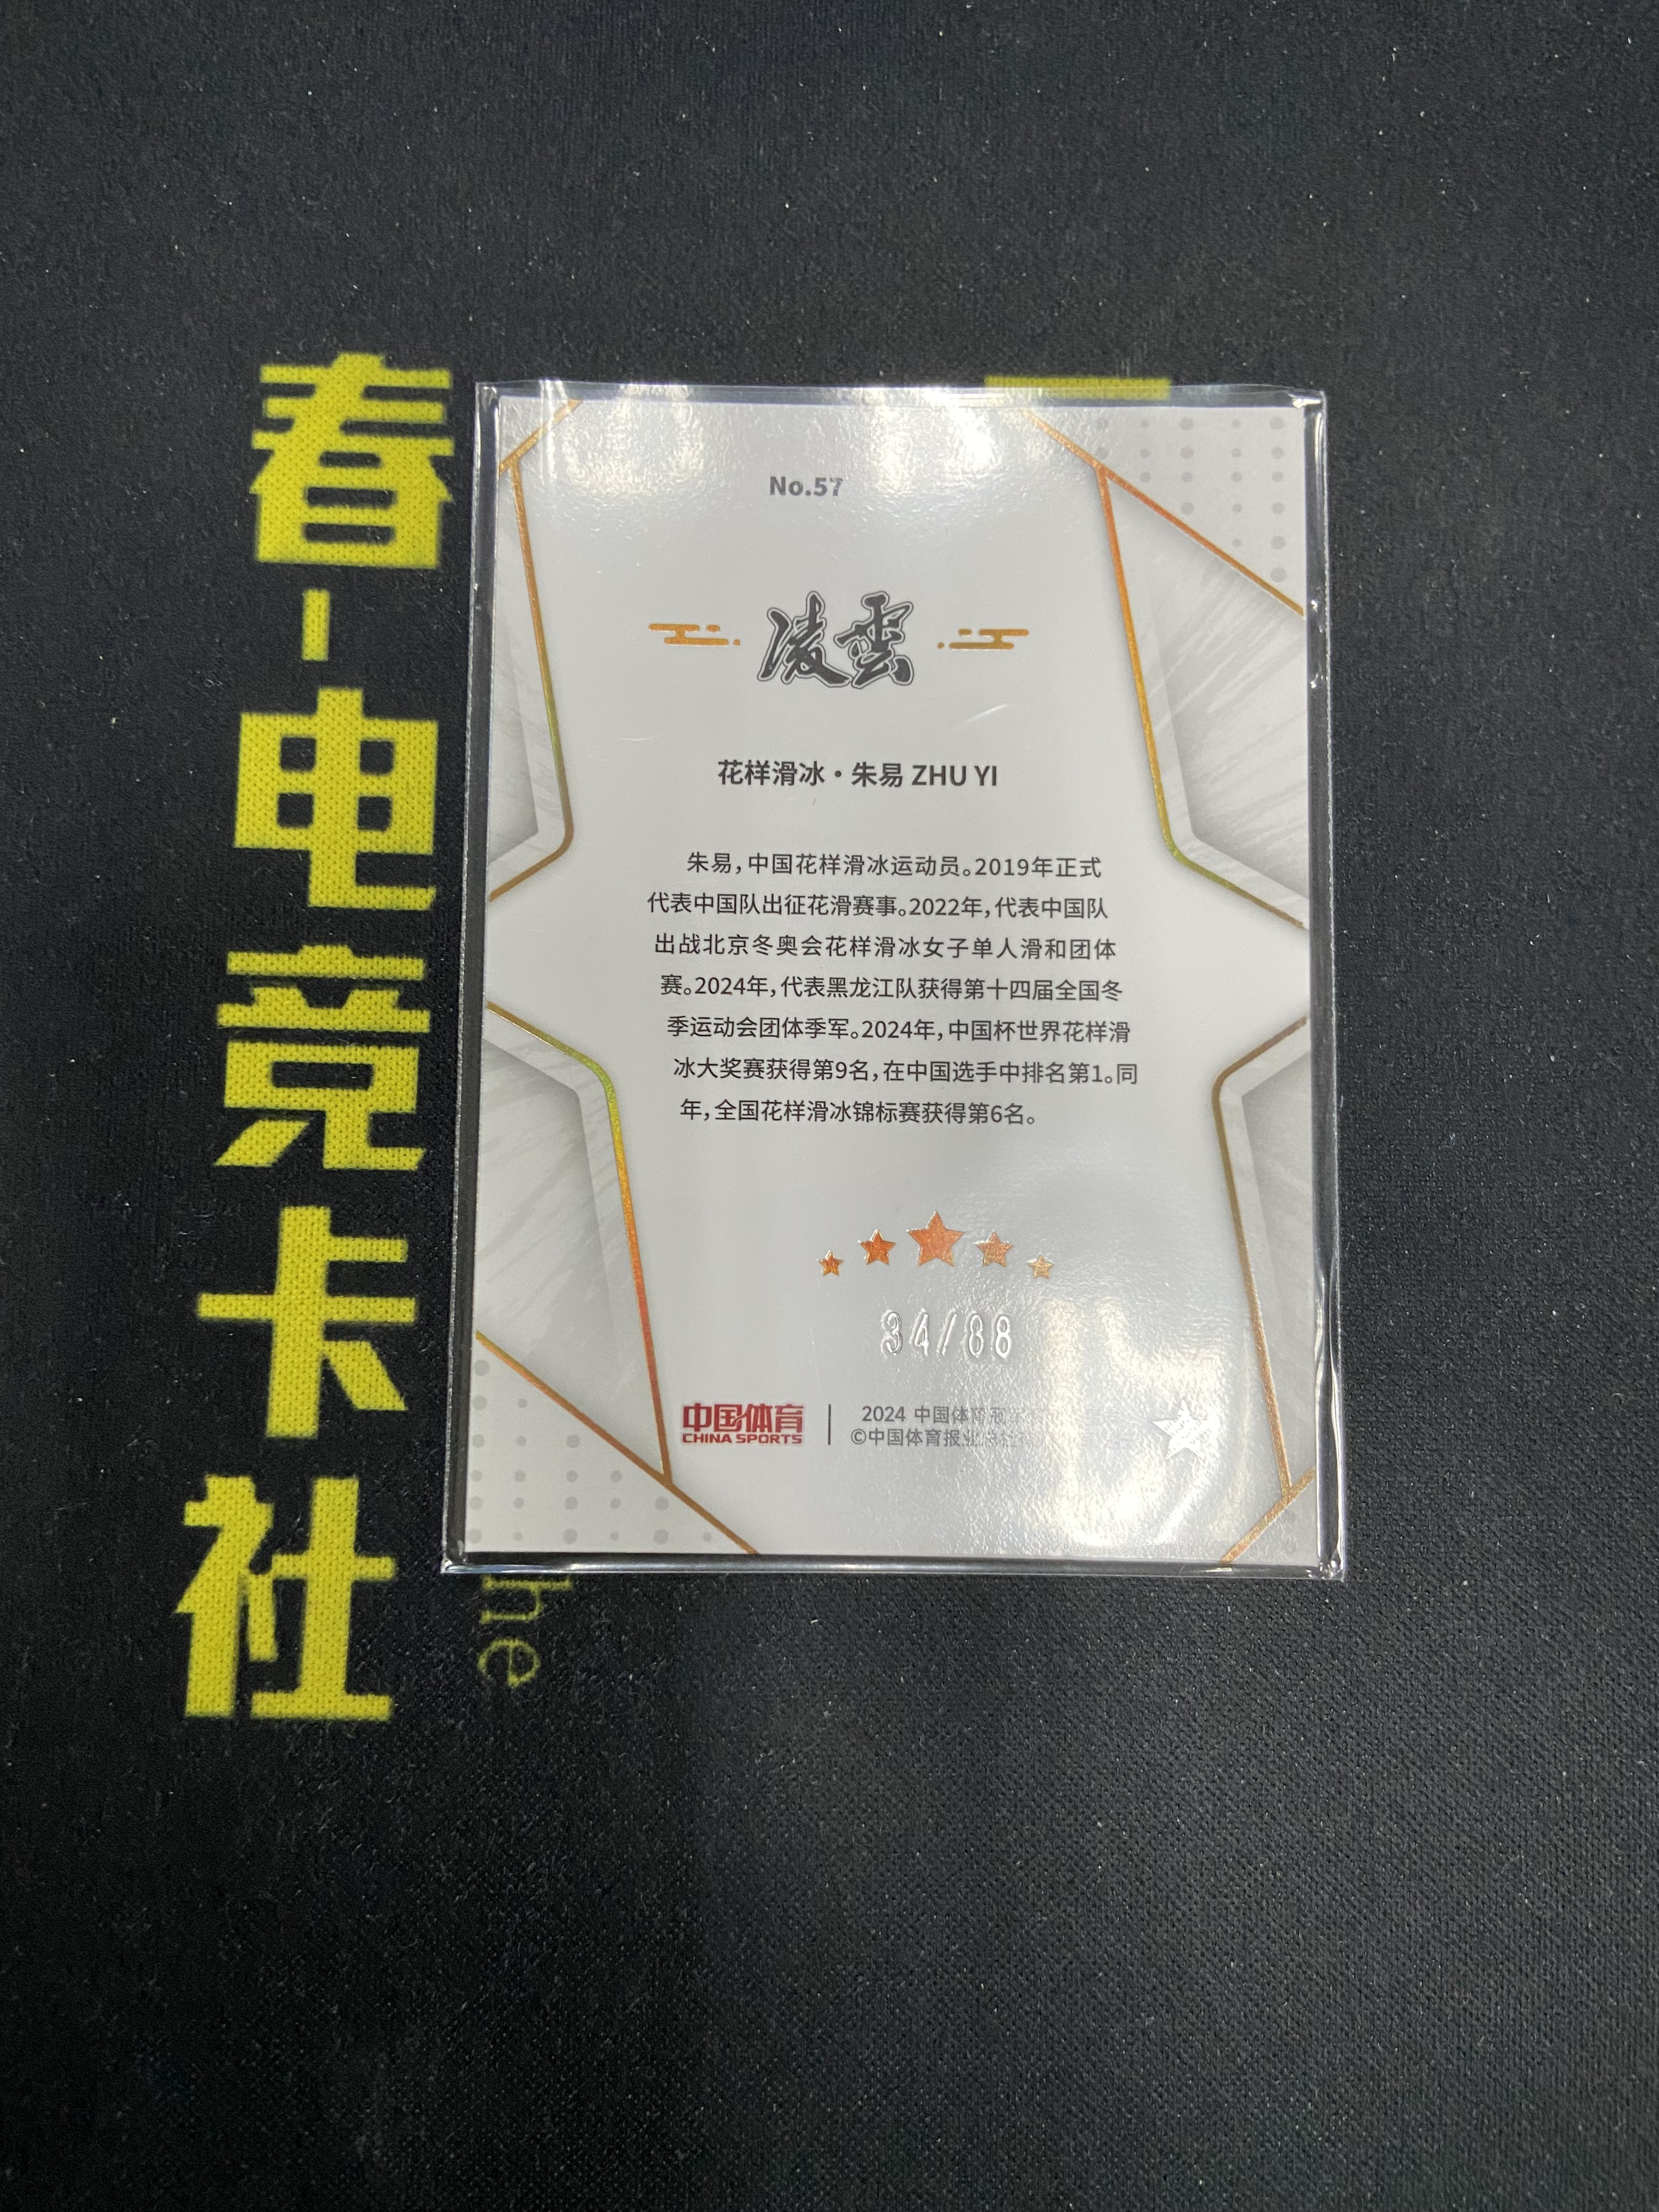 春-电竞卡社
he
No.57
凌雲
花样滑冰·朱易 ZHU YI
朱易，中国花样滑冰运动员。2019年正式
代表中国队出征花滑赛事。2022年，代表中国队
出战北京冬奥会花样滑冰女子单人滑和团体
赛。2024年，代表黑龙江队获得第十四届全国冬
季运动会团体季军。2024年，中国杯世界花样滑
冰大奖赛获得第9名，在中国选手中排名第1。同
年，全国花样滑冰锦标赛获得第6名。
34/88
中国体育
CHINA SPORTS
2024 中国体育
©中国体育报业